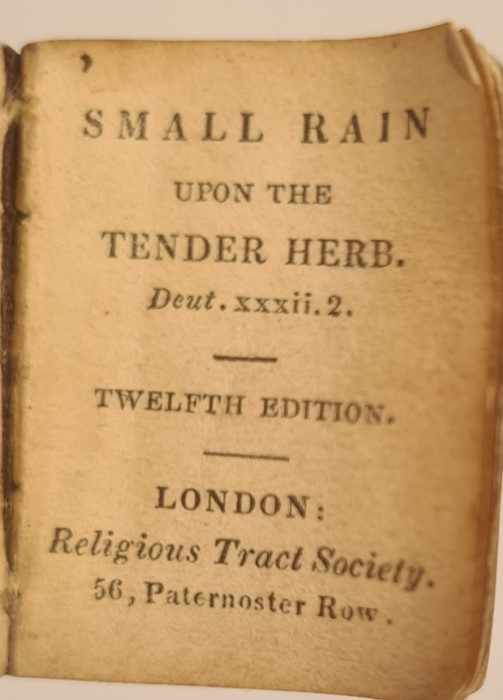 SMALL RAIN
UPON THE
TENDER HERB.
Deut. xxxii. 2.
TWELFTH EDITION.
LONDON:
Religious Tract Society.
56, Paternoster Row.